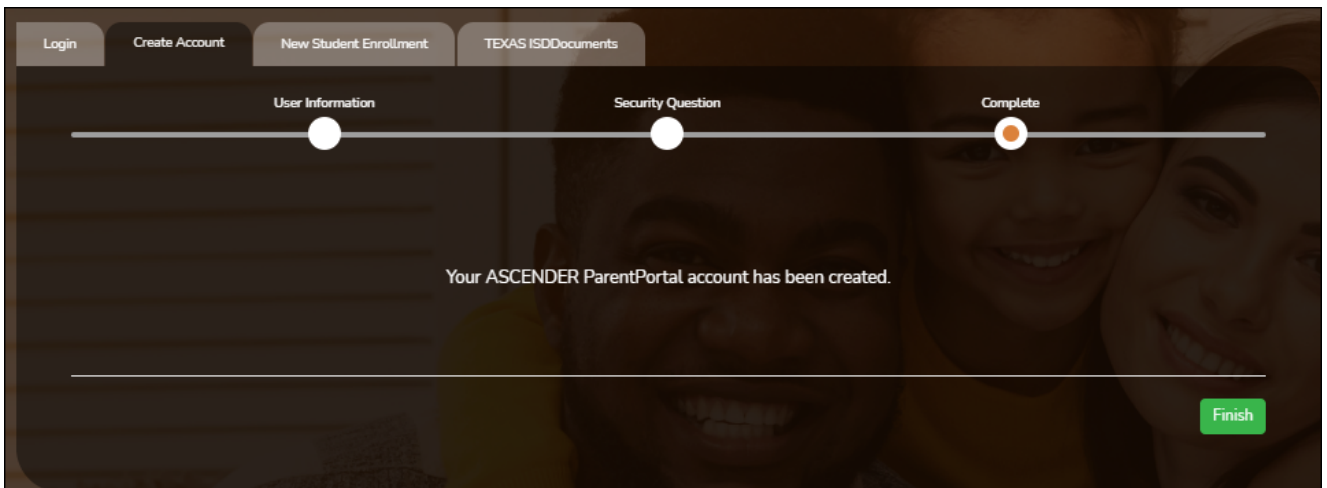 Login
Create Account
New Student Enrollment
TEXAS ISDDocuments
User Information
Security Question
Complete
Your ASCENDER ParentPortal account has been created.
Finish